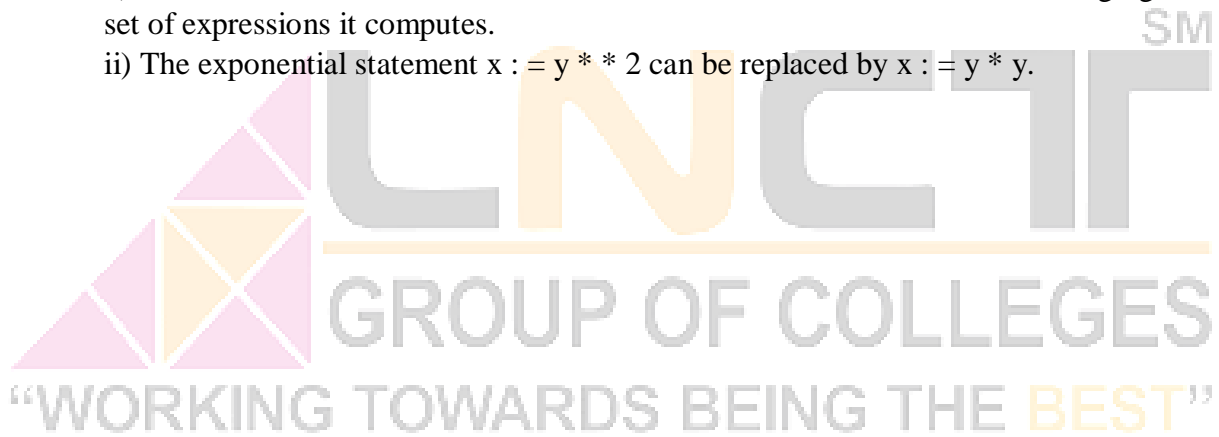 set of expressions it computes.
SM
ii) The exponential statement x : = y * * 2 can be replaced by x : = y * y.
LNCT
GROUP OF COLLEGES
“WORKING TOWARDS BEING THE BEST”